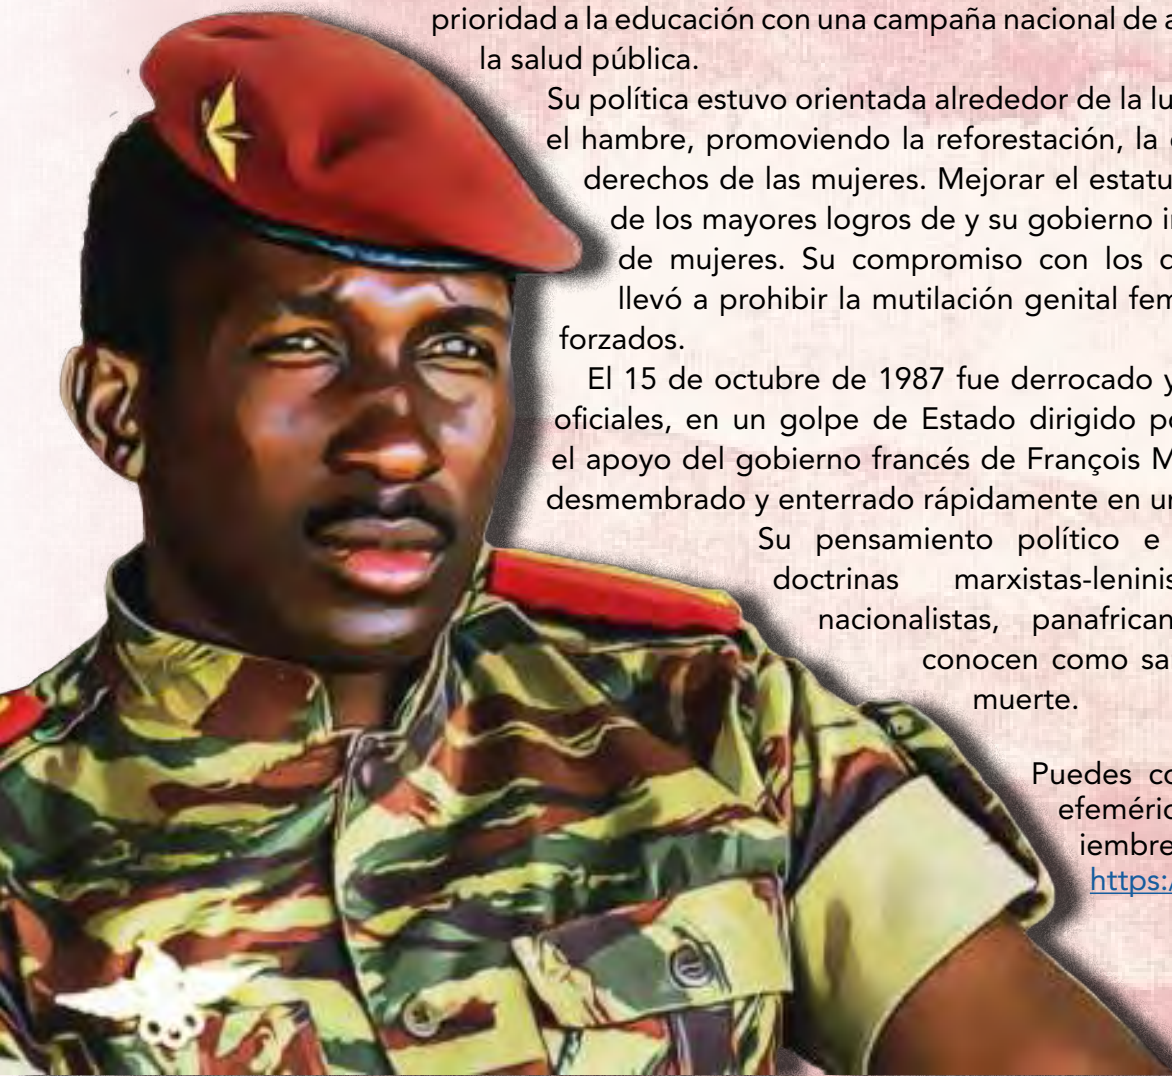 prioridad a la educación con una campaña nacional de a
la salud pública.
Su política estuvo orientada alrededor de la lu
el hambre, promoviendo la reforestación, la
derechos de las mujeres. Mejorar el estatu
de los mayores logros de y su gobierno i
de mujeres. Su compromiso con los
llevó a prohibir la mutilación genital fem
forzados.
El 15 de octubre de 1987 fue derrocado y
oficiales, en un golpe de Estado dirigido po
el apoyo del gobierno francés de François M
desmembrado y enterrado rápidamente en un
Su pensamiento político e
doctrinas marxistas-leninis
nacionalistas, panafrican
conocen como sa
muerte.
Puedes co
efeméric
iembre
https:/